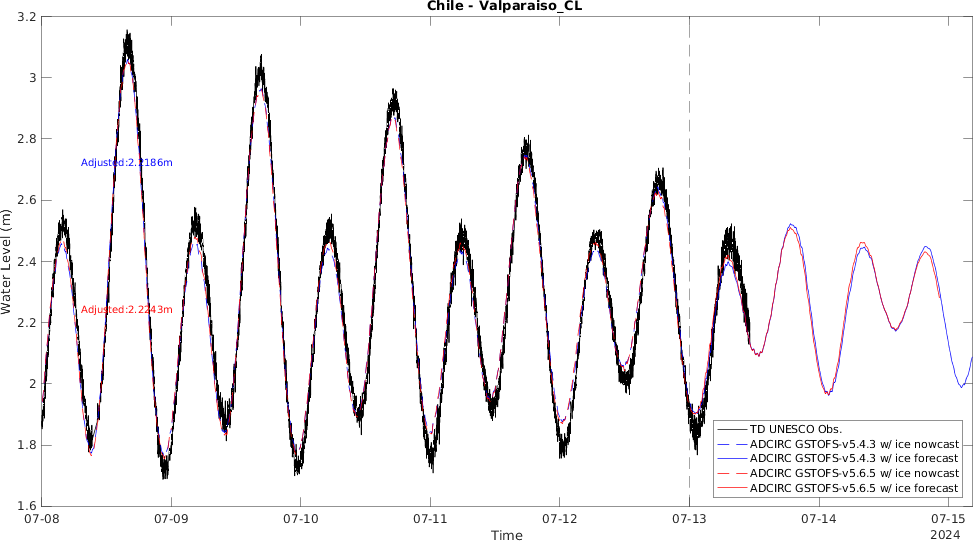 Chile - Valparaiso_CL
3.2
3
2.8
2.6
2.4
2.2
2
1.8
1.6
Water Level (m)
Adjusted:2.2186m
Adjusted:2.2243m
TD UNESCO Obs.
ADCIRC GSTOFS-v5.4.3 w/ ice nowcast
ADCIRC GSTOFS-v5.4.3 w/ ice forecast
ADCIRC GSTOFS-v5.6.5 w/ ice nowcast
ADCIRC GSTOFS-v5.6.5 w/ ice forecast
07-08 07-09 07-10 07-11 07-12 07-13 07-14 07-15
2024
Time